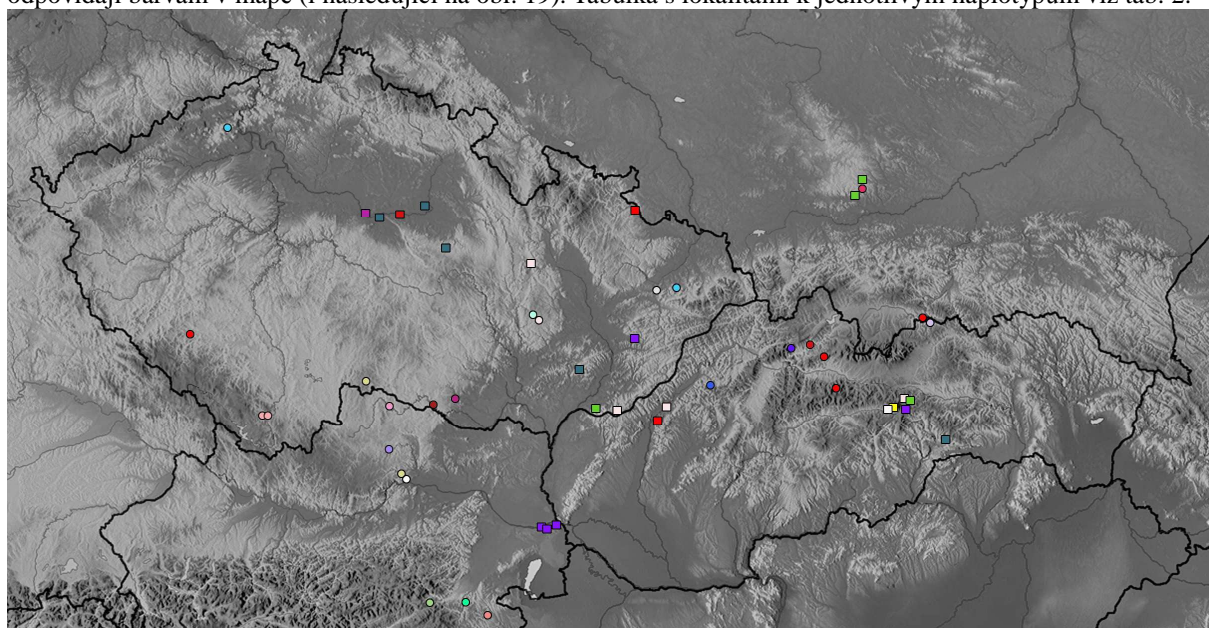 odpovídají barvám v mapě (i následující na obr. 19). Tabulka s lokalitami k jednotlivým haplotypům viz tab. 2.